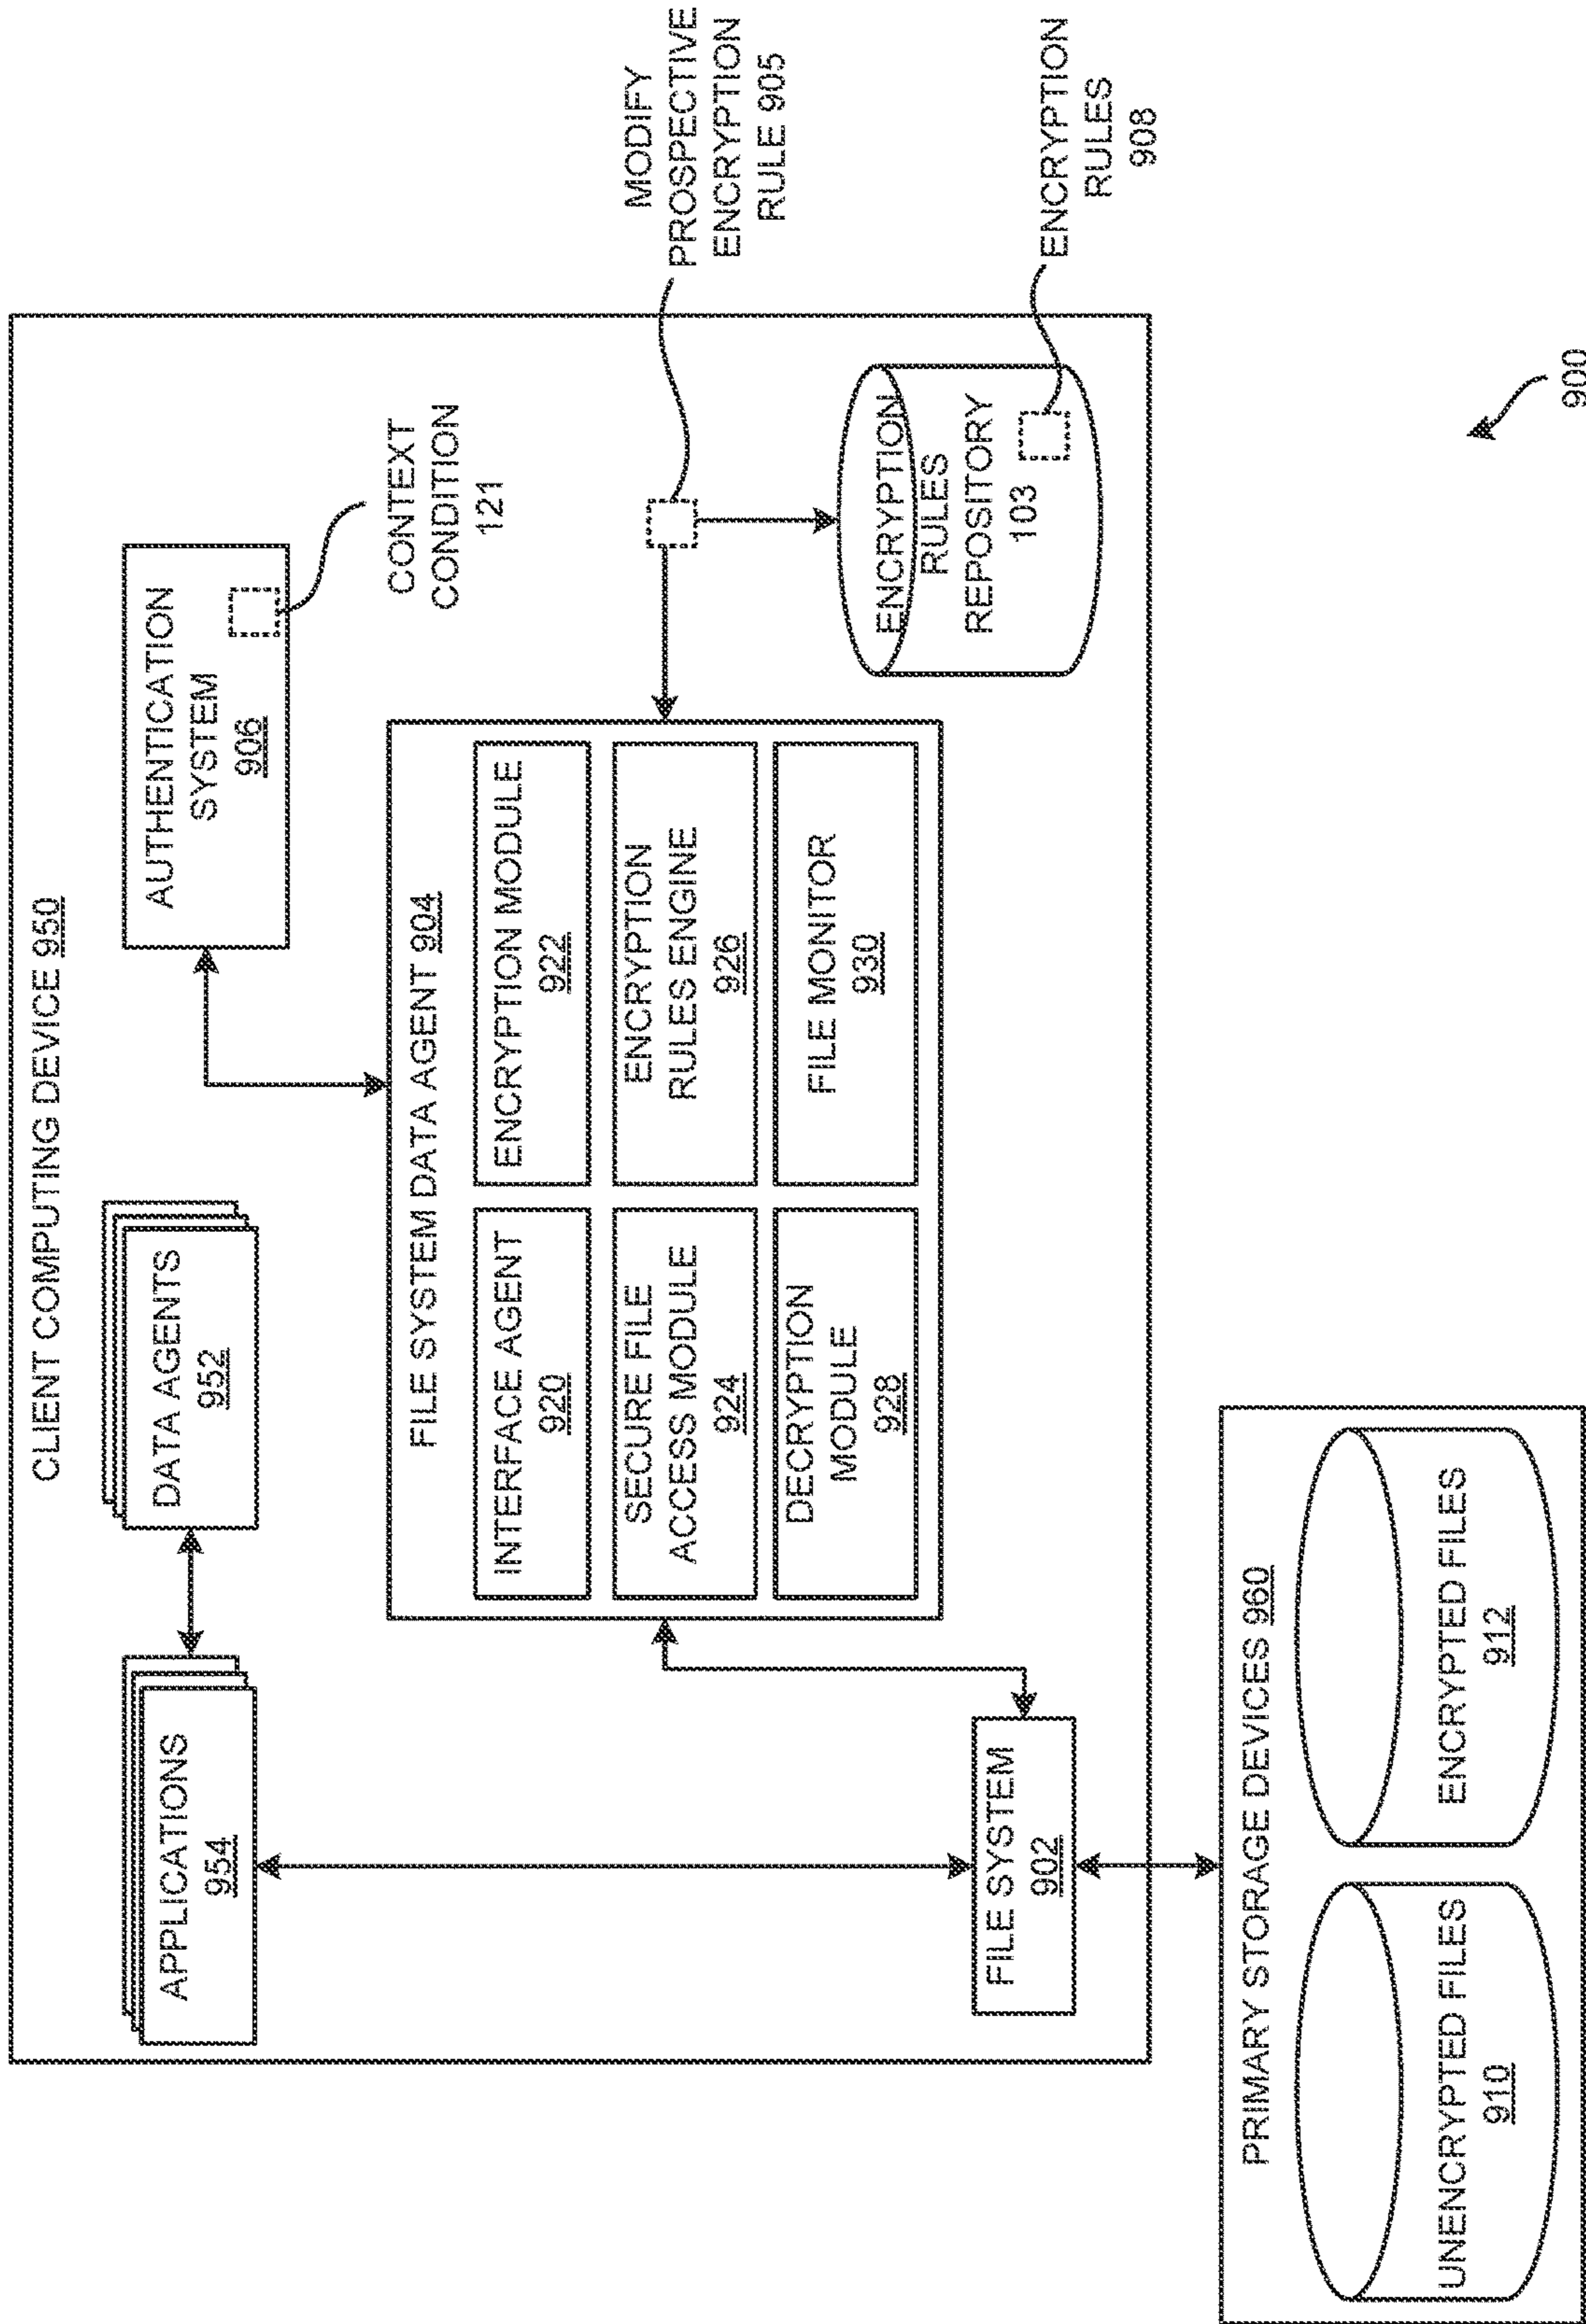 CLIENT COMPUTING DEVICE 950
APPLICATIONS
954
DATA AGENTS
952
AUTHENTICATION
SYSTEM
906
CONTEXT
CONDITION
121
FILE SYSTEM DATA AGENT 904
INTERFACE AGENT
920
ENCRYPTION MODULE
922
SECURE FILE
ACCESS MODULE
924
ENCRYPTION
RULES ENGINE
926
DECRYPTION
MODULE
928
FILE MONITOR
930
MODIFY
PROSPECTIVE
ENCRYPTION
RULE 905
ENCRYPTION
RULES
REPOSITORY
103
ENCRYPTION
RULES
908
FILE SYSTEM
902
PRIMARY STORAGE DEVICES 960
UNENCRYPTED FILES
910
ENCRYPTED FILES
912
900